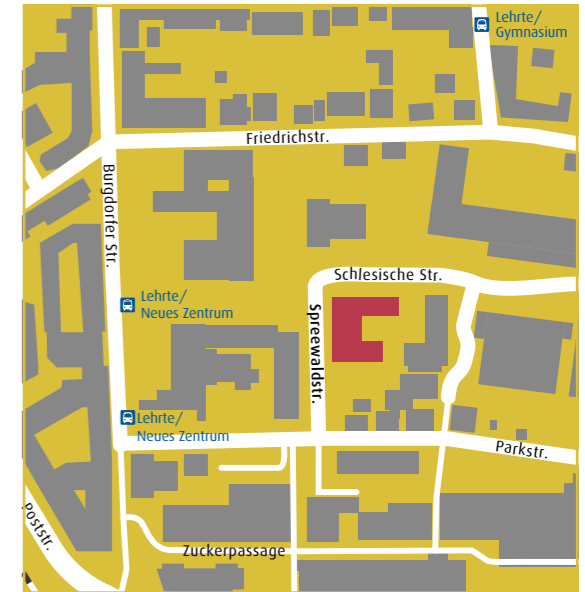 Lehrte/
Gymnasium
Friedrichstr.
Burgdorfer Str.
Schlesische Str.
Lehrte/
Neues Zentrum
Spreewaldstr.
Lehrte/
Neues Zentrum
Parkstr.
Poststr.
Zuckerpassage